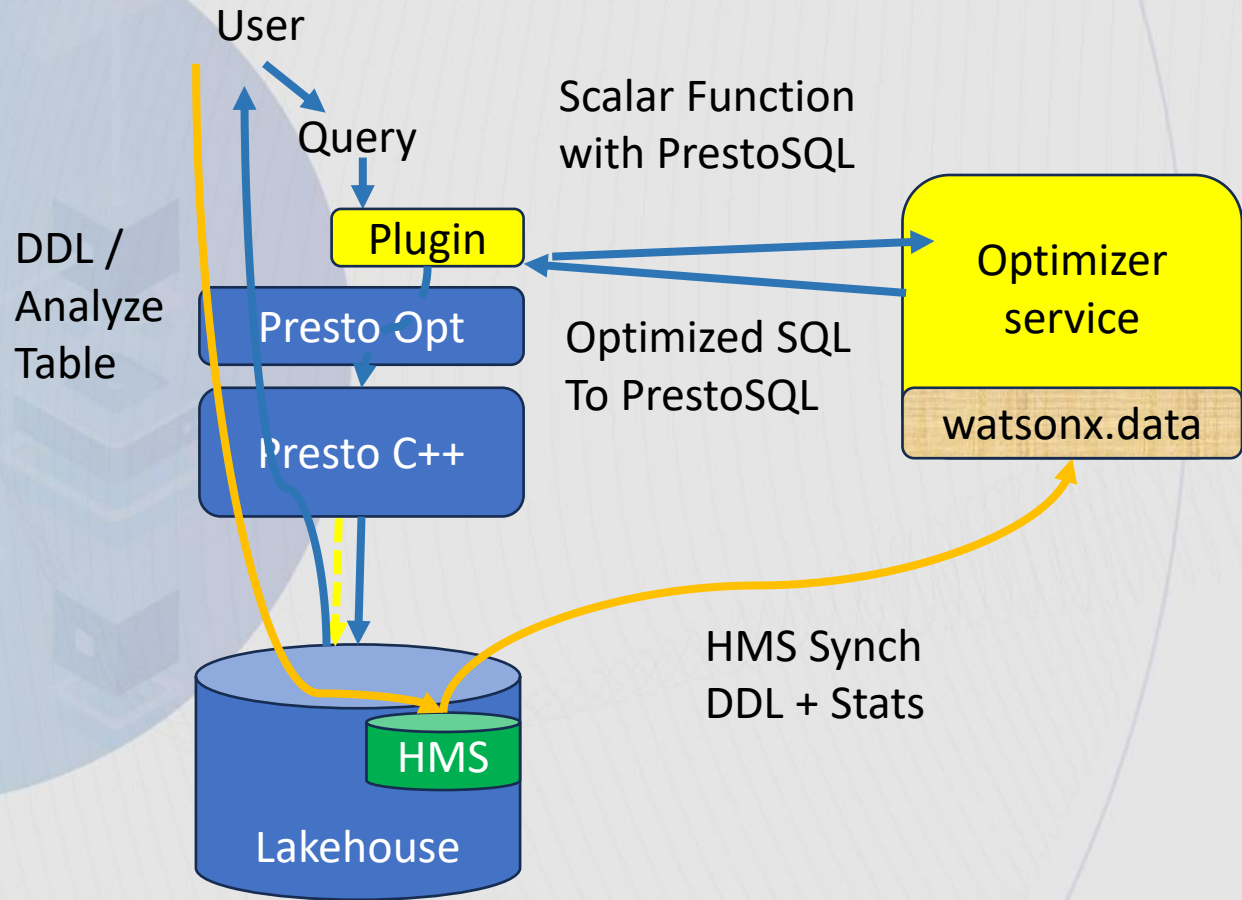 User
Query
Scalar Function
with PrestoSQL
Plugin
DDL /
Analyze
Table
Presto Opt
Presto C++
Optimized SQL
To PrestoSQL
Optimizer
service
watsonx.data
HMS Synch
DDL + Stats
HMS
Lakehouse